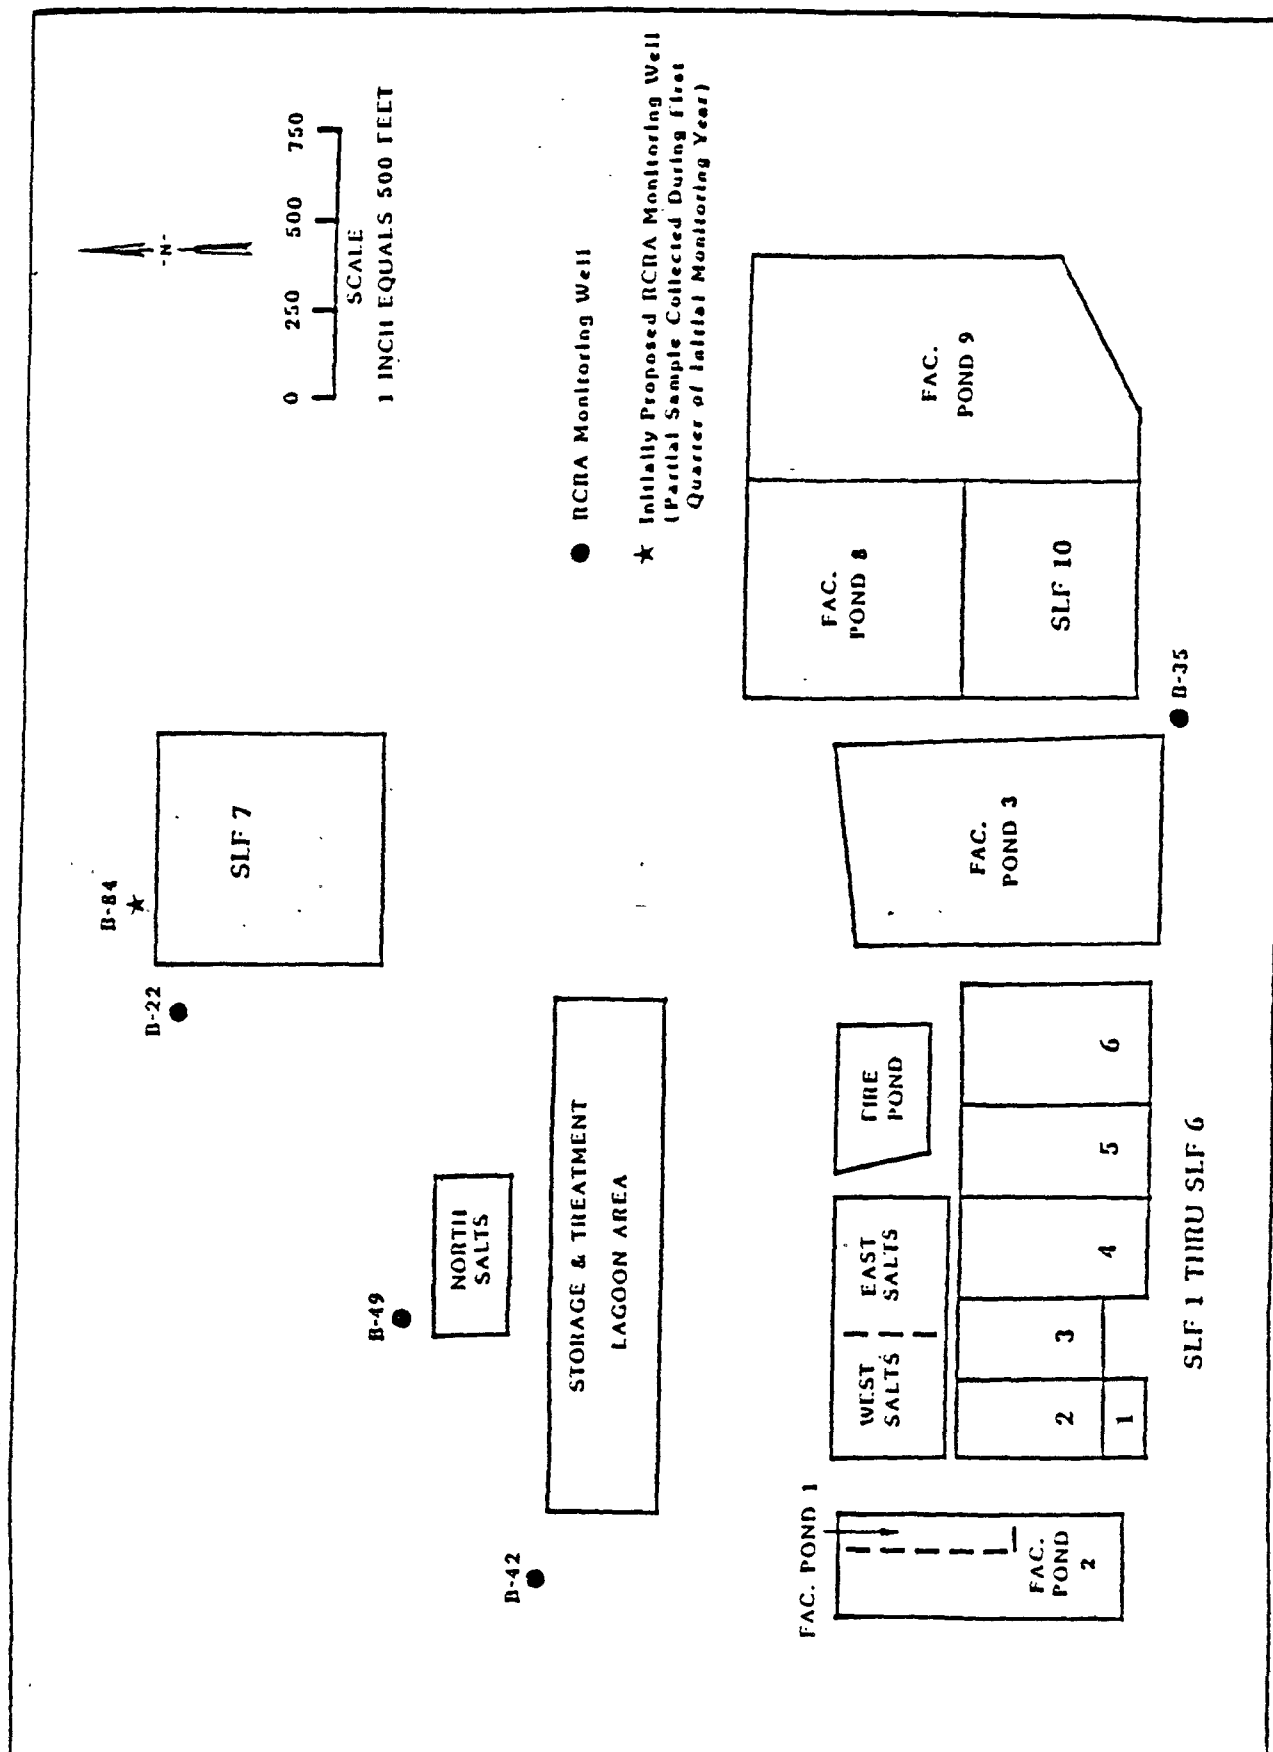 -N-
0 250 500 750
SCALE
1 INCH EQUALS 500 FEET
B-84
B-22
SLF 7
B-49
NORTH
SALTS
B-42
STORAGE & TREATMENT
LAGOON AREA
RCRA Monitoring Well
Initially Proposed RCRA Monitoring Well
(Partial Sample Collected During First
Quarter of Initial Monitoring Year)
FAC. POND 1
FAC.
POND
2
WEST
SALTS
EAST
SALTS
FIRE
POND
FAC.
POND 3
FAC.
POND 8
FAC.
POND 9
SLF 10
B-35
1
2
3
4
5
6
SLF 1 THRU SLF 6